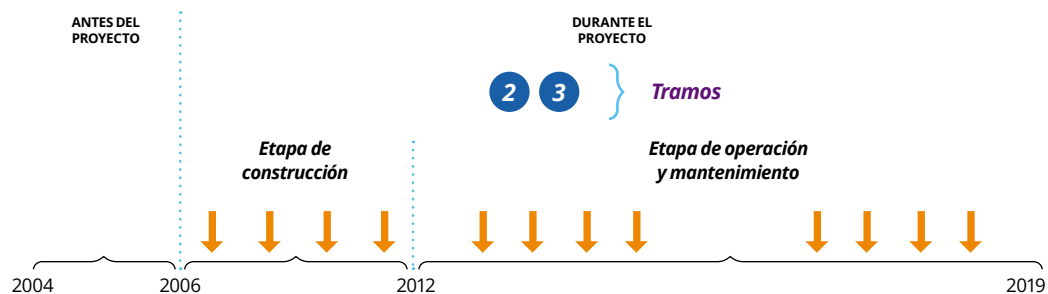 ANTES DEL
PROYECTO
DURANTE EL
PROYECTO
2 3 Tramos
Etapa de
construcción
Etapa de operación
y mantenimiento
2004 2006 2012 2019